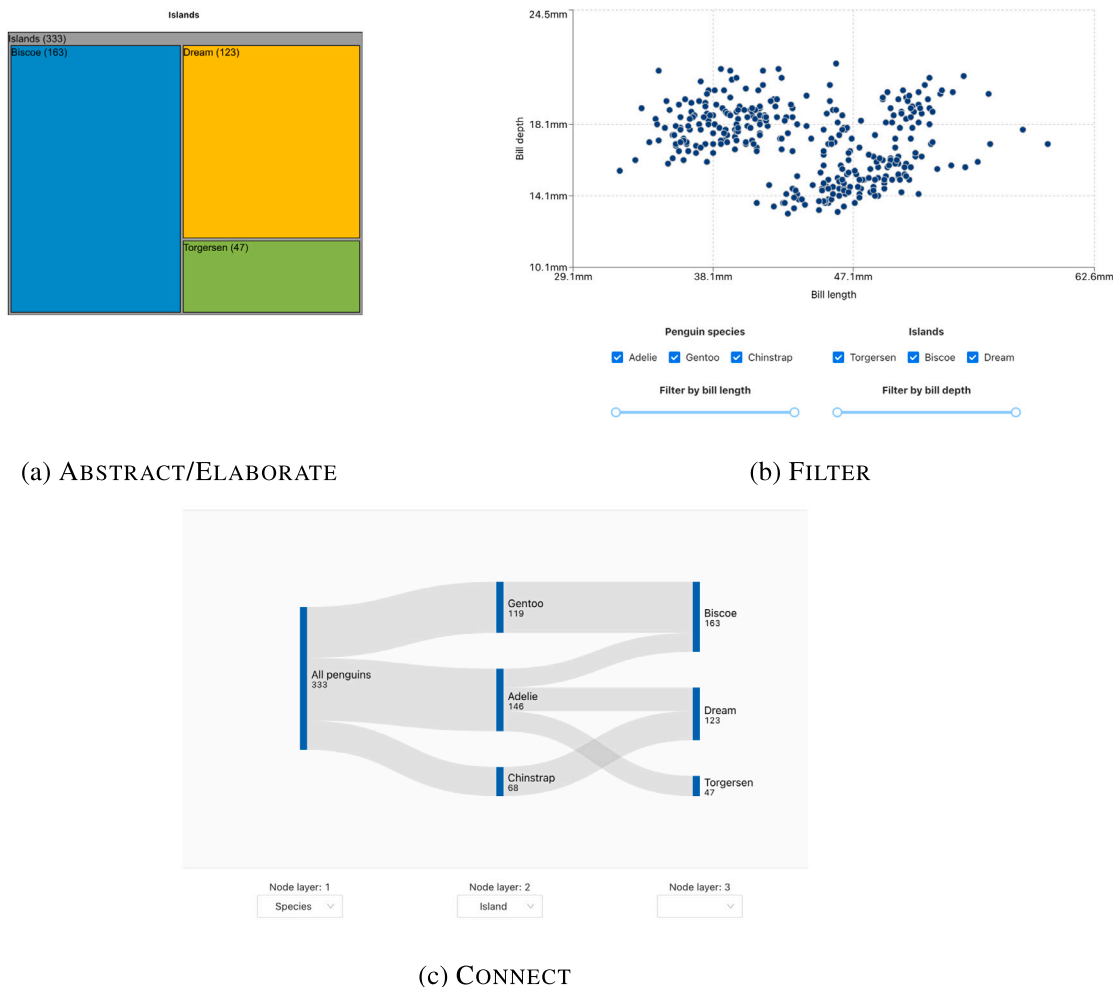 Islands
Islands (333)
Biscoe (163)
Dream (123)
Torgersen (47)
(a) ABSTRACT/ELABORATE
24.5mm
18.1mm
14.1mm
10.1mm
Bill depth
29.1mm 38.1mm 47.1mm 62.6mm
Bill length
Penguin species Islands
Adelie Gentoo Chinstrap Torgersen Biscoe Dream
Filter by bill length Filter by bill depth
(b) FILTER
All penguins
333
Gentoo
119
Adelie
146
Chinstrap
68
Biscoe
163
Dream
123
Torgersen
47
Node layer: 1 Node layer: 2 Node layer: 3
Species Island
(c) CONNECT